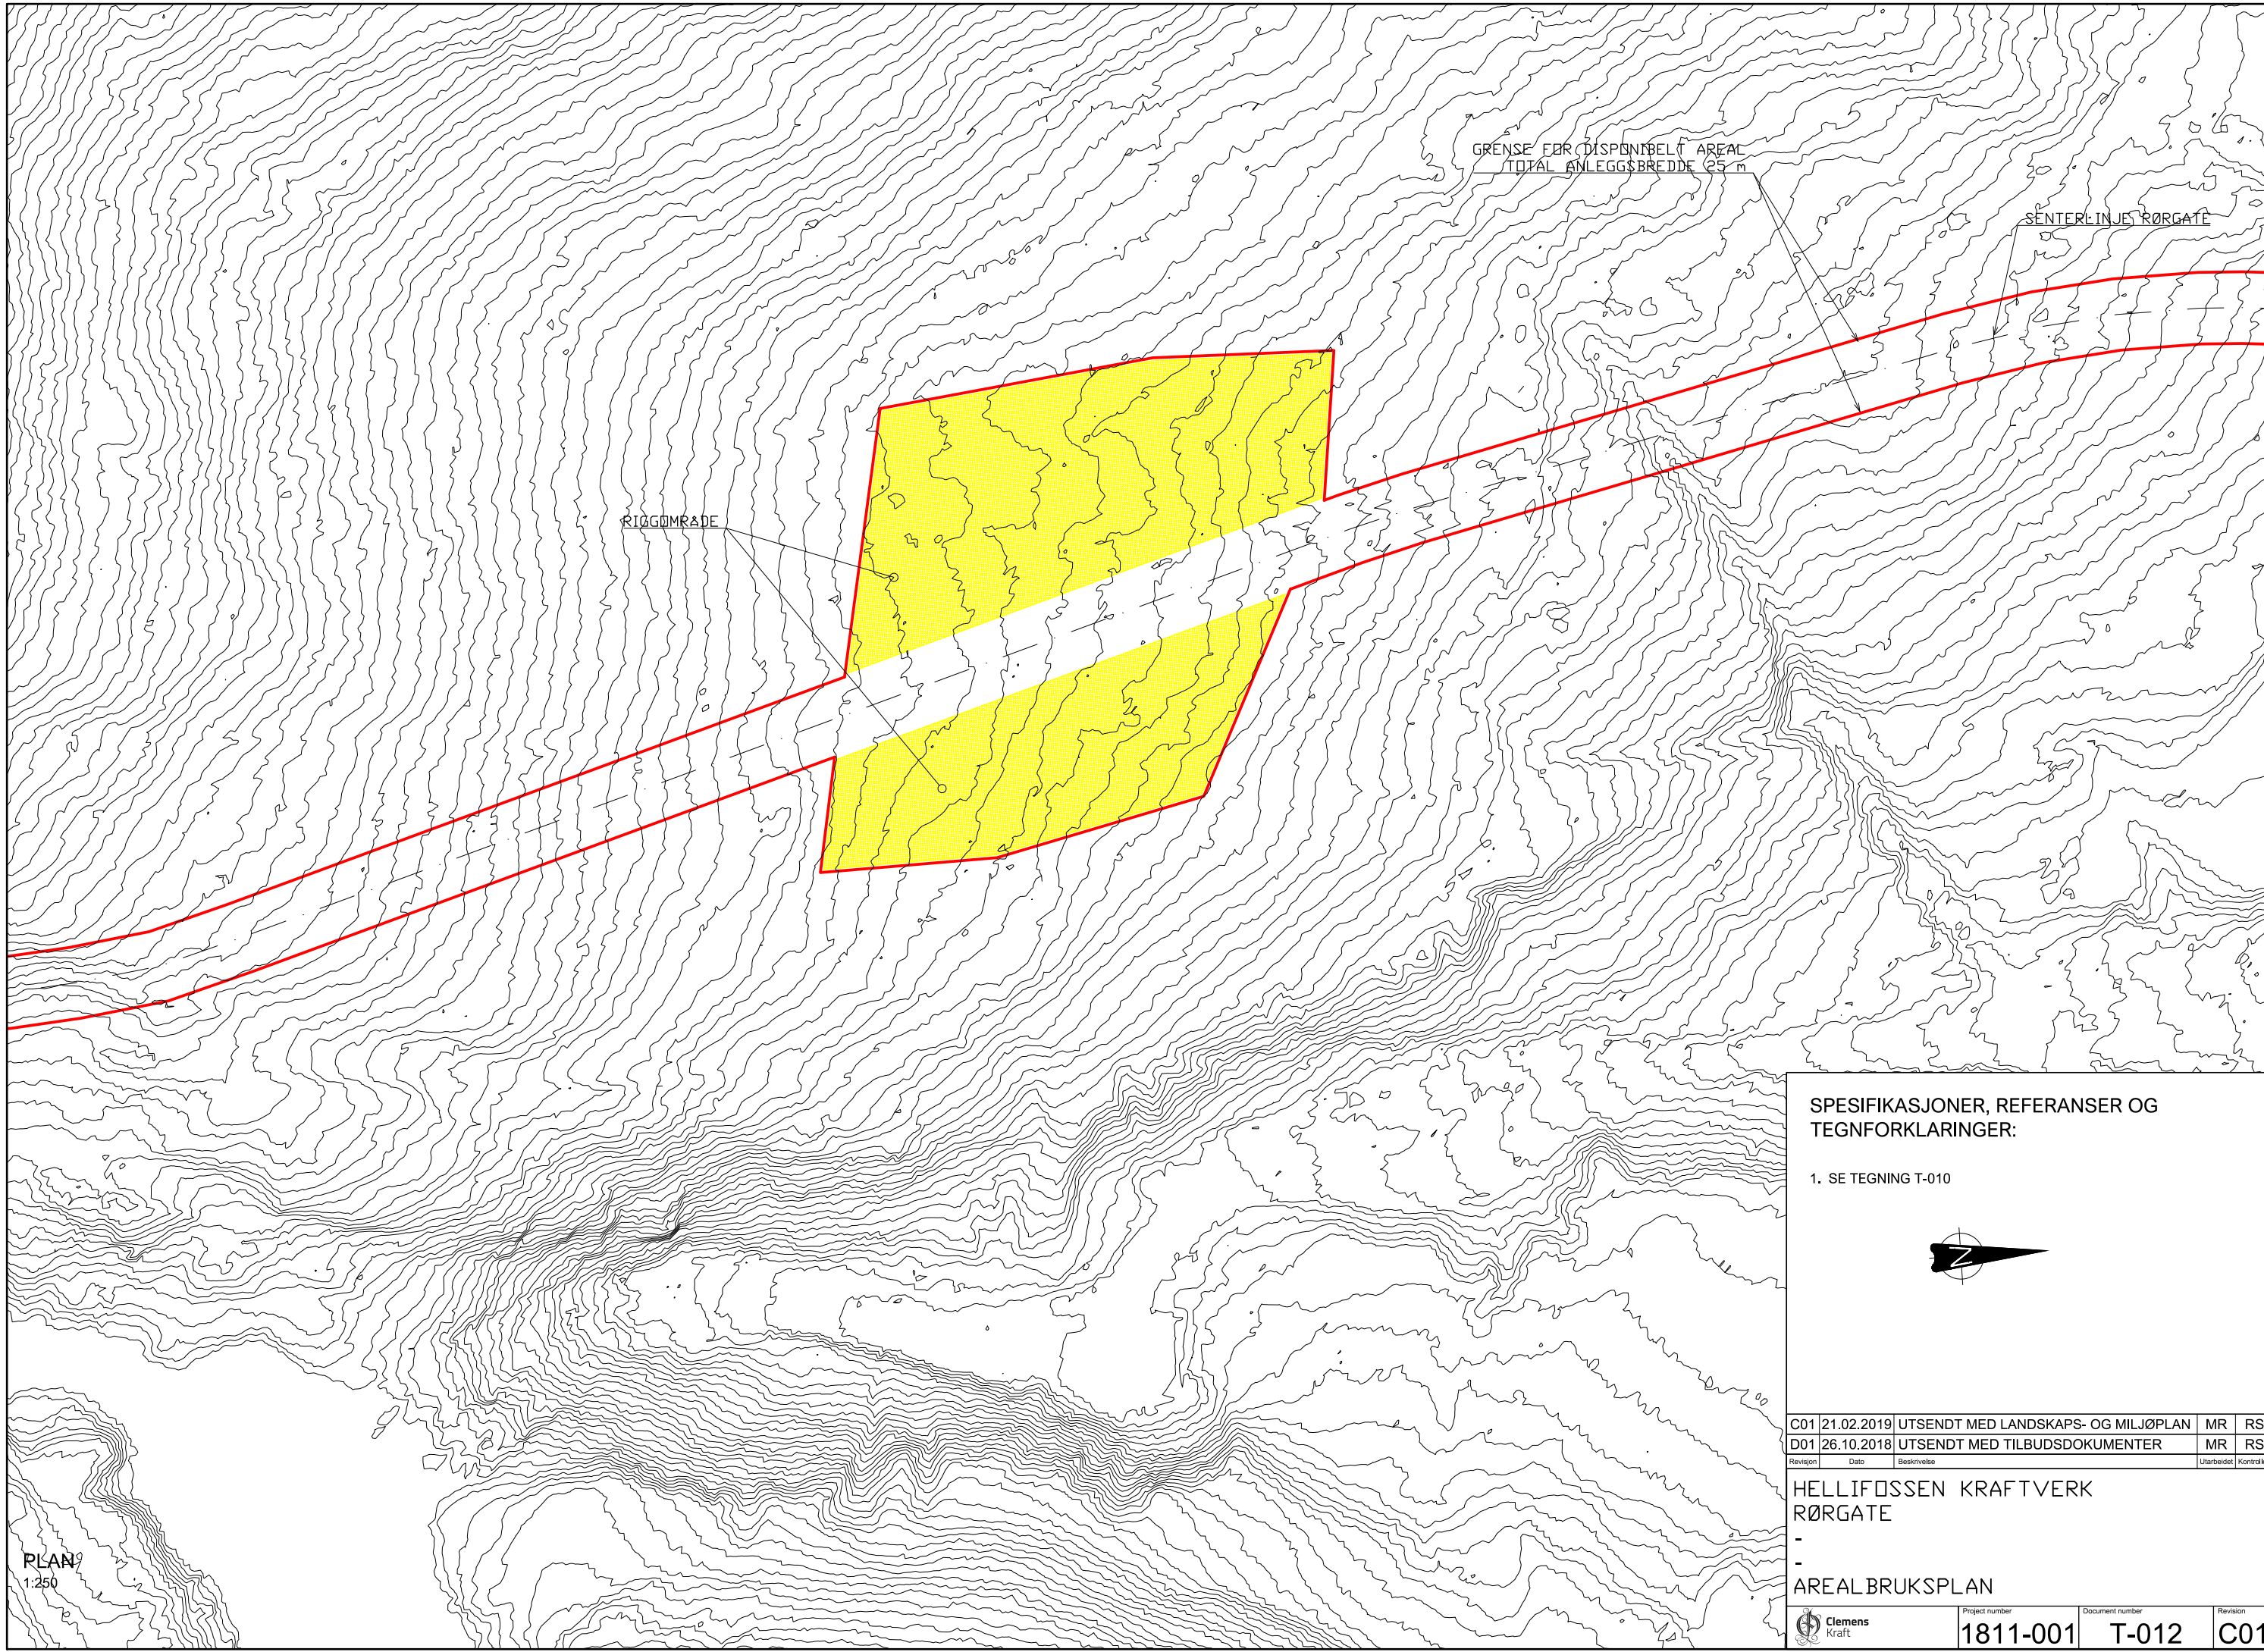 GRENSE FOR DISPONIBELT AREAL
TOTAL ANLEGGSBREDDE 25 m
SENTERLINJE RØRGATE
RIGGOMRÅDE
SPESIFIKASJONER, REFERANSER OG
TEGNFORKLARINGER:
1. SE TEGNING T-010
Z
C01 21.02.2019 UTSENDT MED LANDSKAPS- OG MILJØPLAN MR RS
D01 26.10.2018 UTSENDT MED TILBUDSDOKUMENTER MR RS
Revisjon Dato Beskrivelse Utarbeidet
HELLIFOSSEN KRAFTVERK
RØRGATE
-
-
AREALBRUKSPLAN
PLAN
1:250
Clemens
Kraft
Project number Document number Revision
1811-001 T-012 C01